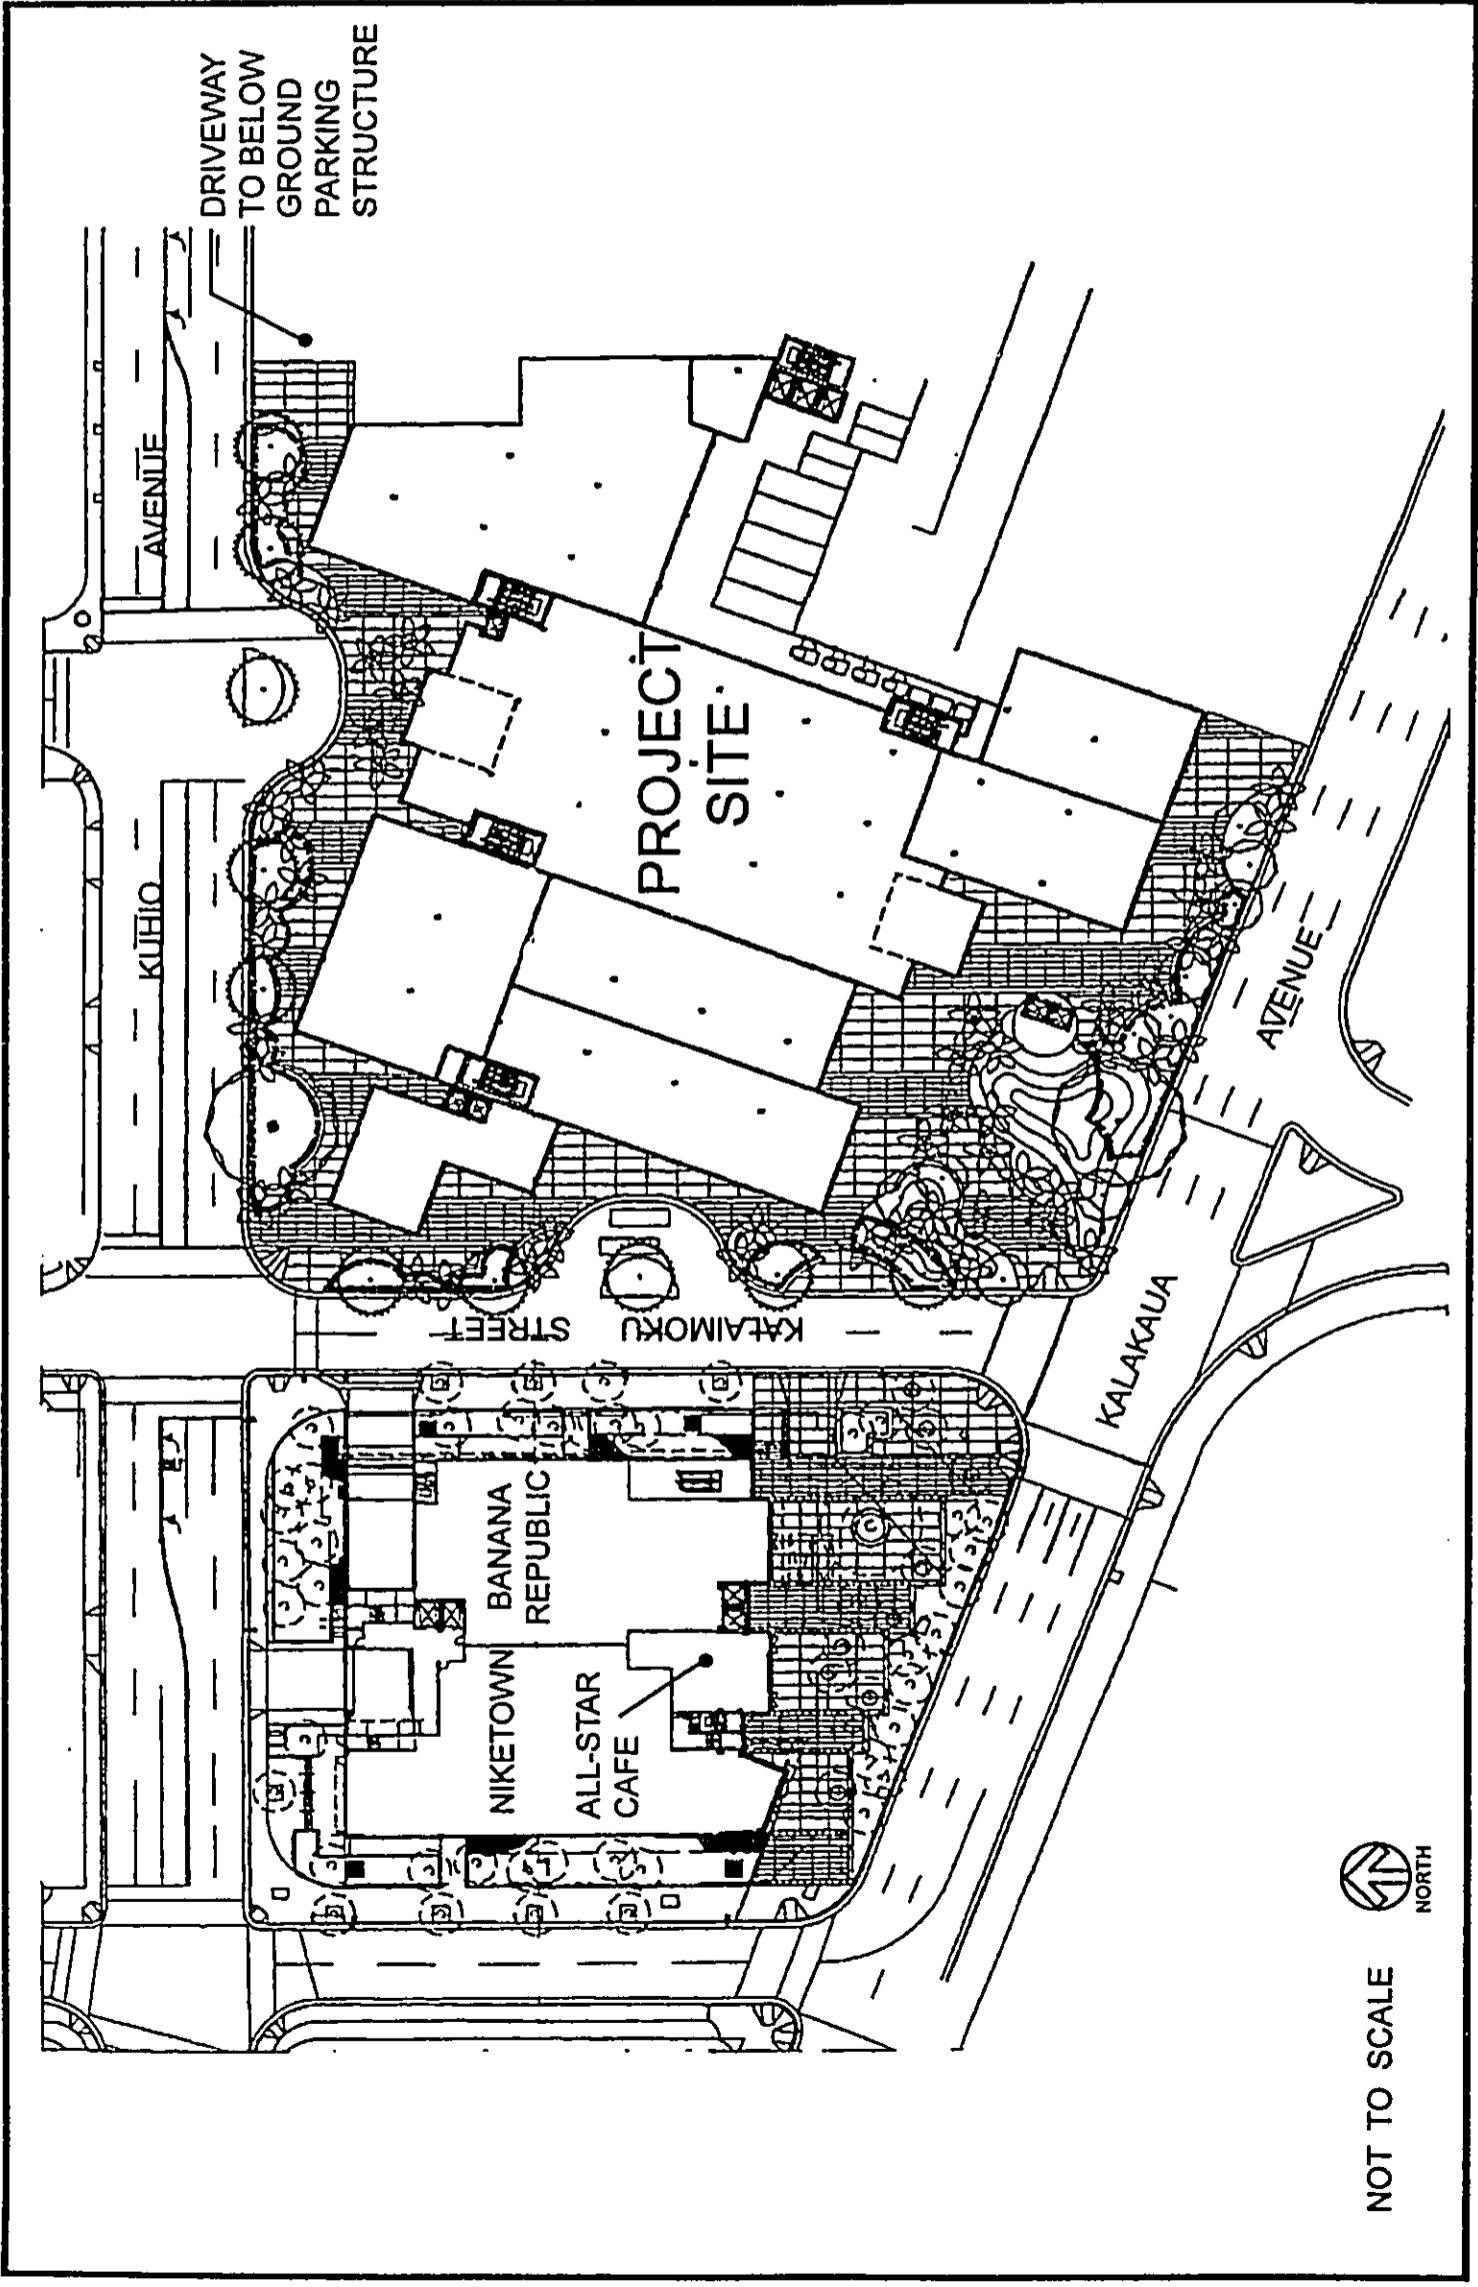 DRIVEWAY
TO BELOW
GROUND
PARKING
STRUCTURE
KUHIO
AVENUE
PROJECT
SITE
KALAIMOKU
STREET
KALAKAUA
AVENUE
BANANA
REPUBLIC
NIKETOWN
ALL-STAR
CAFE
NOT TO SCALE
NORTH